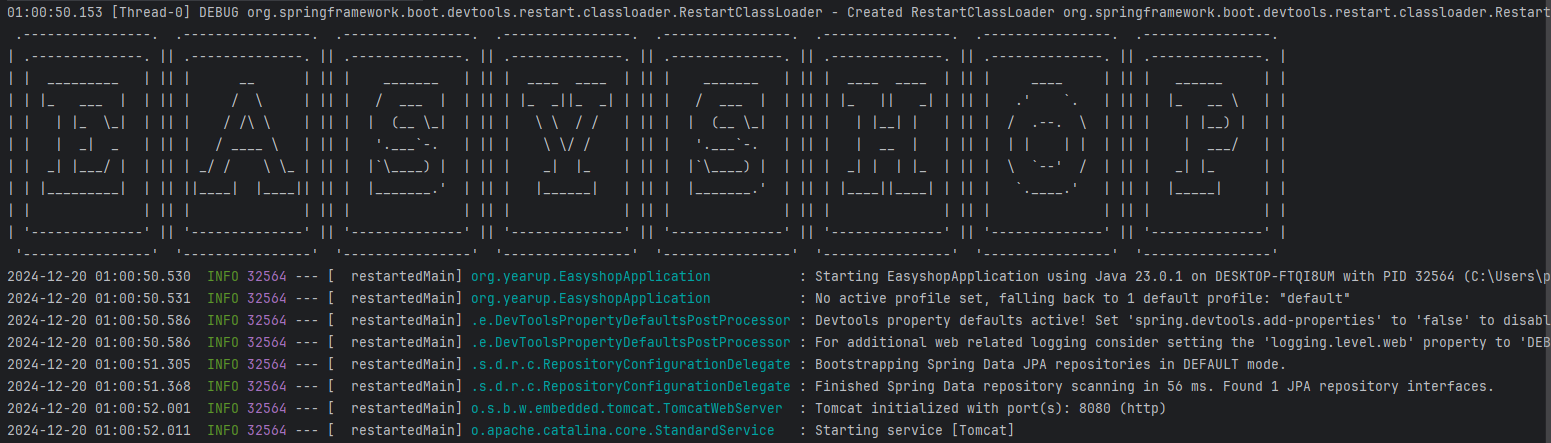 01:00:50.153 [Thread-0] DEBUG org.springframework.boot.devtools.restart.classloader.RestartClassLoader - Created RestartClassLoader org.springframework.boot.devtools.restart.classloader.Restart
EASYSHOP
2024-12-20 01:00:50.530  INFO 32564 --- [  restartedMain] org.yearup.EasyshopApplication           : Starting EasyshopApplication using Java 23.0.1 on DESKTOP-FTQI8UM with PID 32564 (C:\Users\p
2024-12-20 01:00:50.531  INFO 32564 --- [  restartedMain] org.yearup.EasyshopApplication           : No active profile set, falling back to 1 default profile: "default"
2024-12-20 01:00:50.586  INFO 32564 --- [  restartedMain] .e.DevToolsPropertyDefaultsPostProcessor : Devtools property defaults active! Set 'spring.devtools.add-properties' to 'false' to disabl
2024-12-20 01:00:50.586  INFO 32564 --- [  restartedMain] .e.DevToolsPropertyDefaultsPostProcessor : For additional web related logging consider setting the 'logging.level.web' property to 'DEB
2024-12-20 01:00:51.305  INFO 32564 --- [  restartedMain] .s.d.r.c.RepositoryConfigurationDelegate : Bootstrapping Spring Data JPA repositories in DEFAULT mode.
2024-12-20 01:00:51.368  INFO 32564 --- [  restartedMain] .s.d.r.c.RepositoryConfigurationDelegate : Finished Spring Data repository scanning in 56 ms. Found 1 JPA repository interfaces.
2024-12-20 01:00:52.001  INFO 32564 --- [  restartedMain] o.s.b.w.embedded.tomcat.TomcatWebServer  : Tomcat initialized with port(s): 8080 (http)
2024-12-20 01:00:52.011  INFO 32564 --- [  restartedMain] o.apache.catalina.core.StandardService   : Starting service [Tomcat]